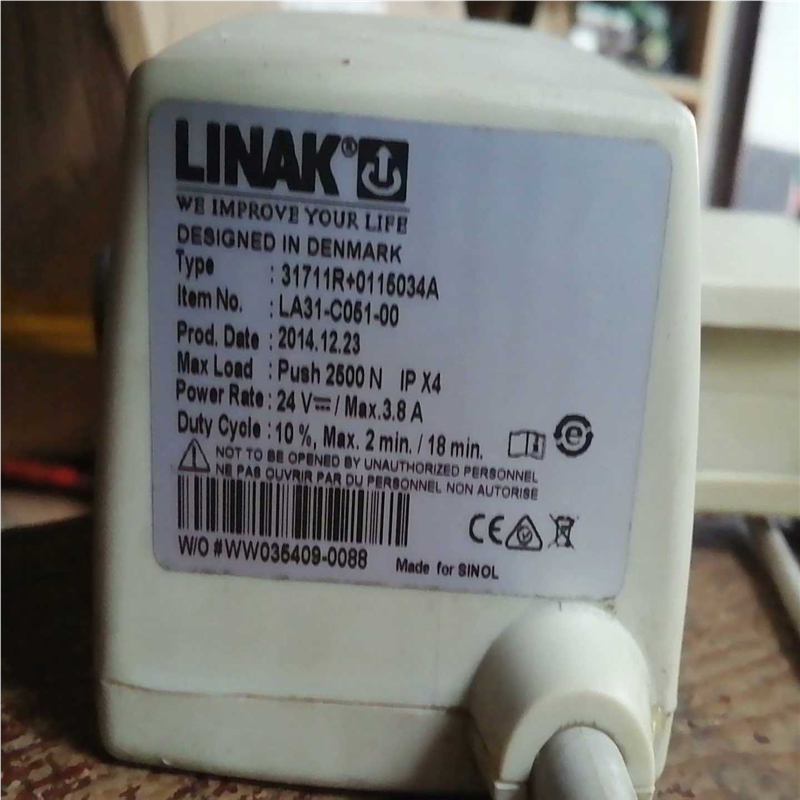 LINAK®
WE IMPROVE YOUR LIFE
DESIGNED IN DENMARK
Type : 31711R+0115034A
Item No. : LA31-C051-00
Prod. Date : 2014.12.23
Max Load : Push 2500 N IP X4
Power Rate : 24 V⎓ / Max.3.8 A
Duty Cycle : 10 %, Max. 2 min. / 18 min.
NOT TO BE OPENED BY UNAUTHORIZED PERSONNEL
NE PAS OUVRIR PAR DU PERSONNEL NON AUTORISE
CE
W/O #WW035409-0088
Made for SINOL